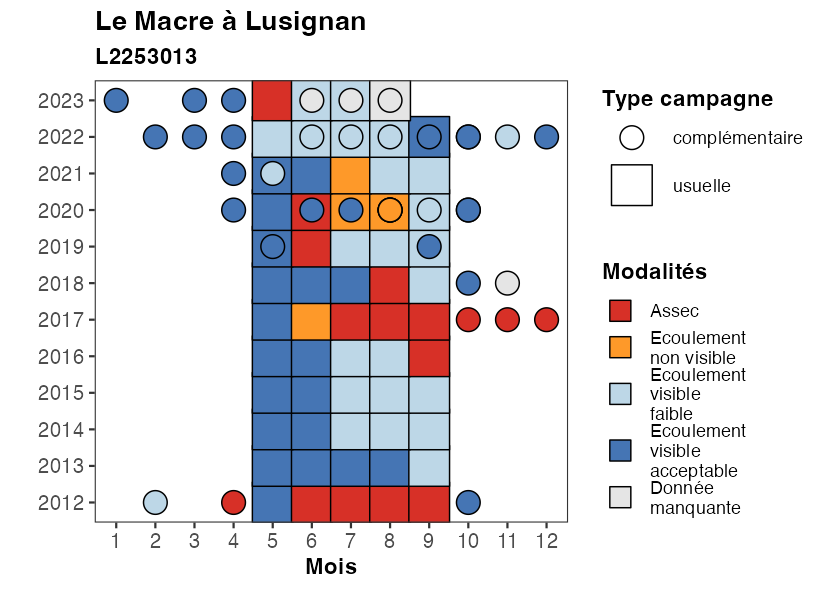 Le Macre à Lusignan
L2253013
2023
2022
2021
2020
2019
2018
2017
2016
2015
2014
2013
2012
1 2 3 4 5 6 7 8 9 10 11 12
Mois
Type campagne
complémentaire
usuelle
Modalités
Assec
Ecoulement
non visible
Ecoulement
visible
faible
Ecoulement
visible
acceptable
Donnée
manquante